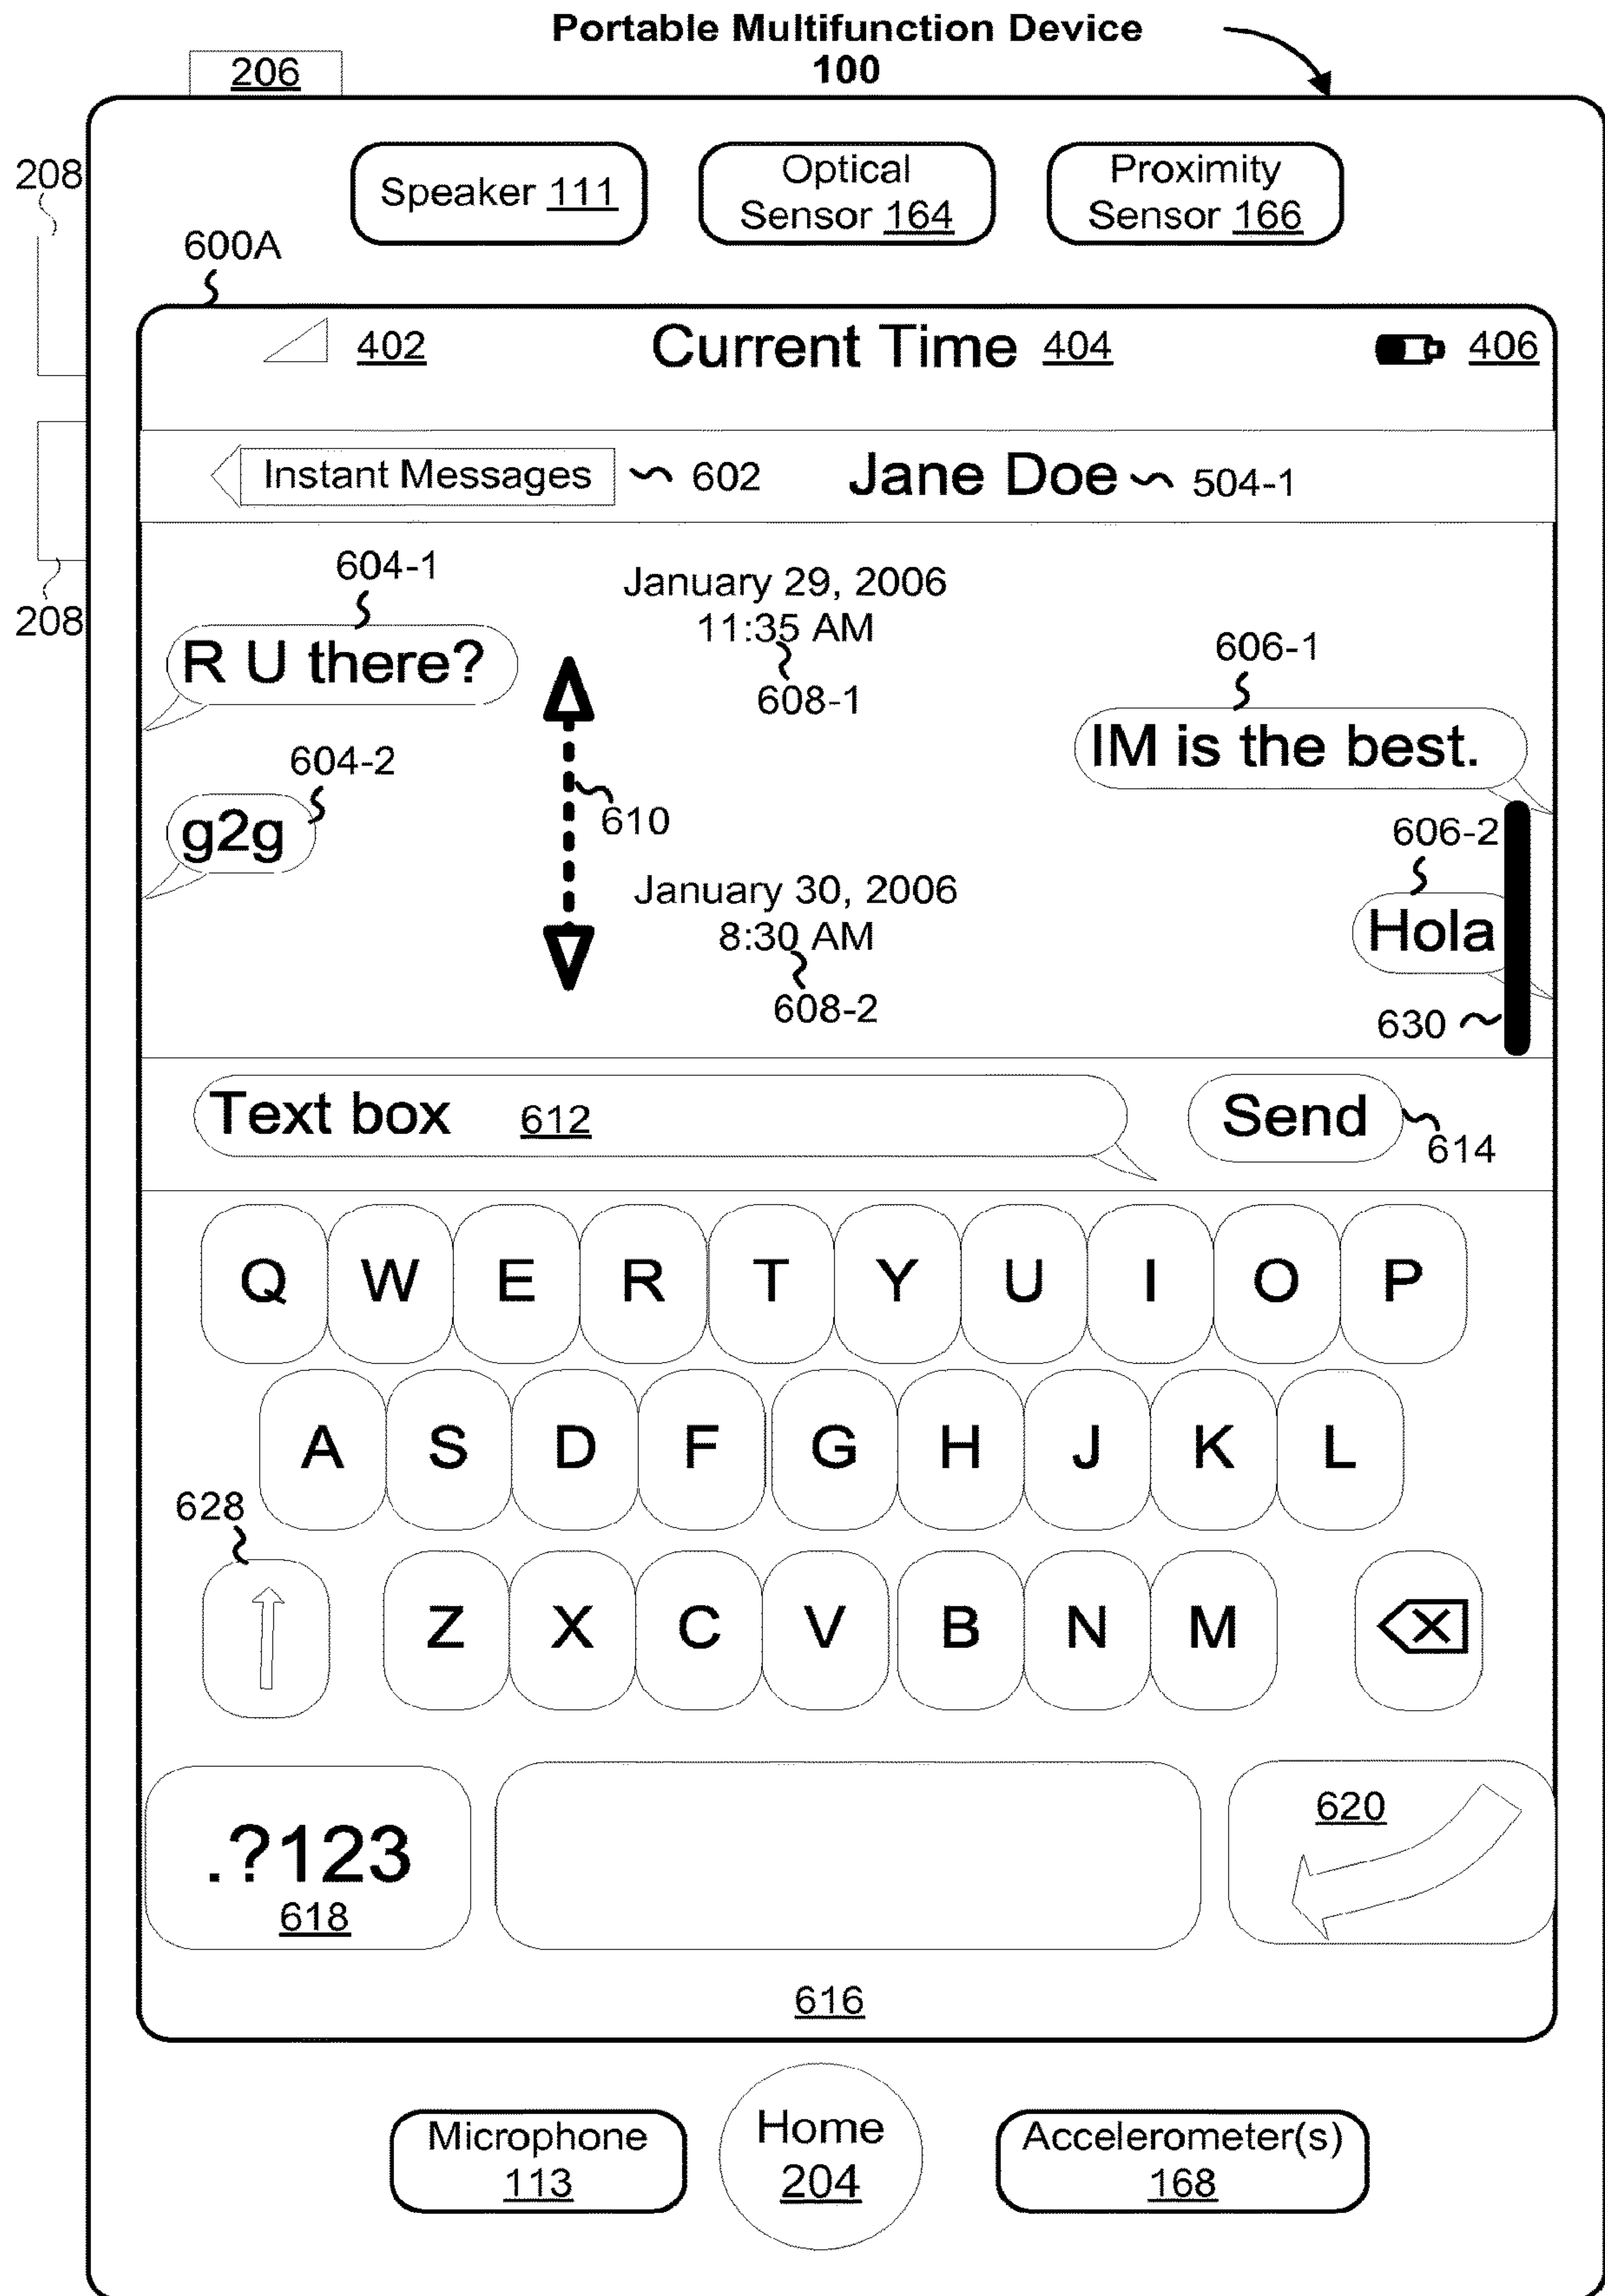 Portable Multifunction Device
100
206
208
Speaker 111
Optical
Sensor 164
Proximity
Sensor 166
600A
402
Current Time 404
406
Instant Messages
602
Jane Doe
504-1
604-1
January 29, 2006
11:35 AM
208
R U there?
608-1
606-1
IM is the best.
604-2
g2g
610
606-2
January 30, 2006
8:30 AM
Hola
608-2
630
Text box 612
Send
614
Q W E R T Y U I O P
A S D F G H J K L
628
Z X C V B N M
.?123
618
620
616
Microphone
113
Home
204
Accelerometer(s)
168